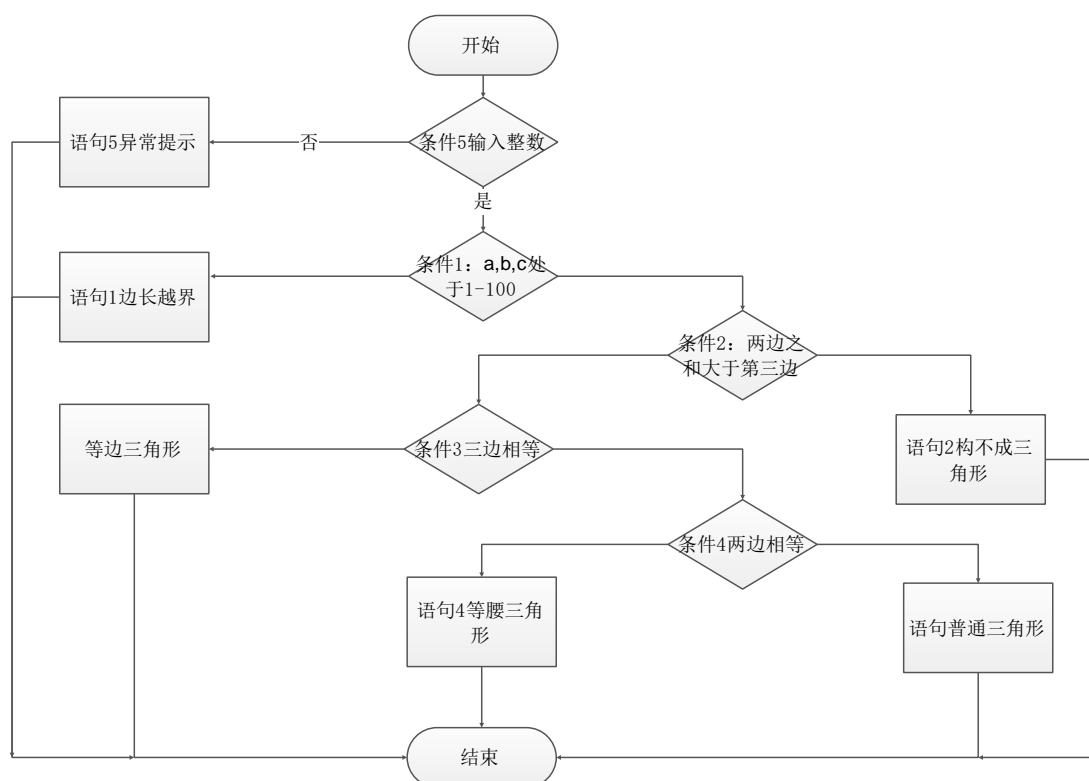 开始
条件5输入整数
否
语句5异常提示
是
条件1：a,b,c处
于1-100
语句1边长越界
条件2：两边之
和大于第三边
等边三角形
条件3三边相等
语句2构不成三
角形
条件4两边相等
语句4等腰三角
形
语句普通三角形
结束